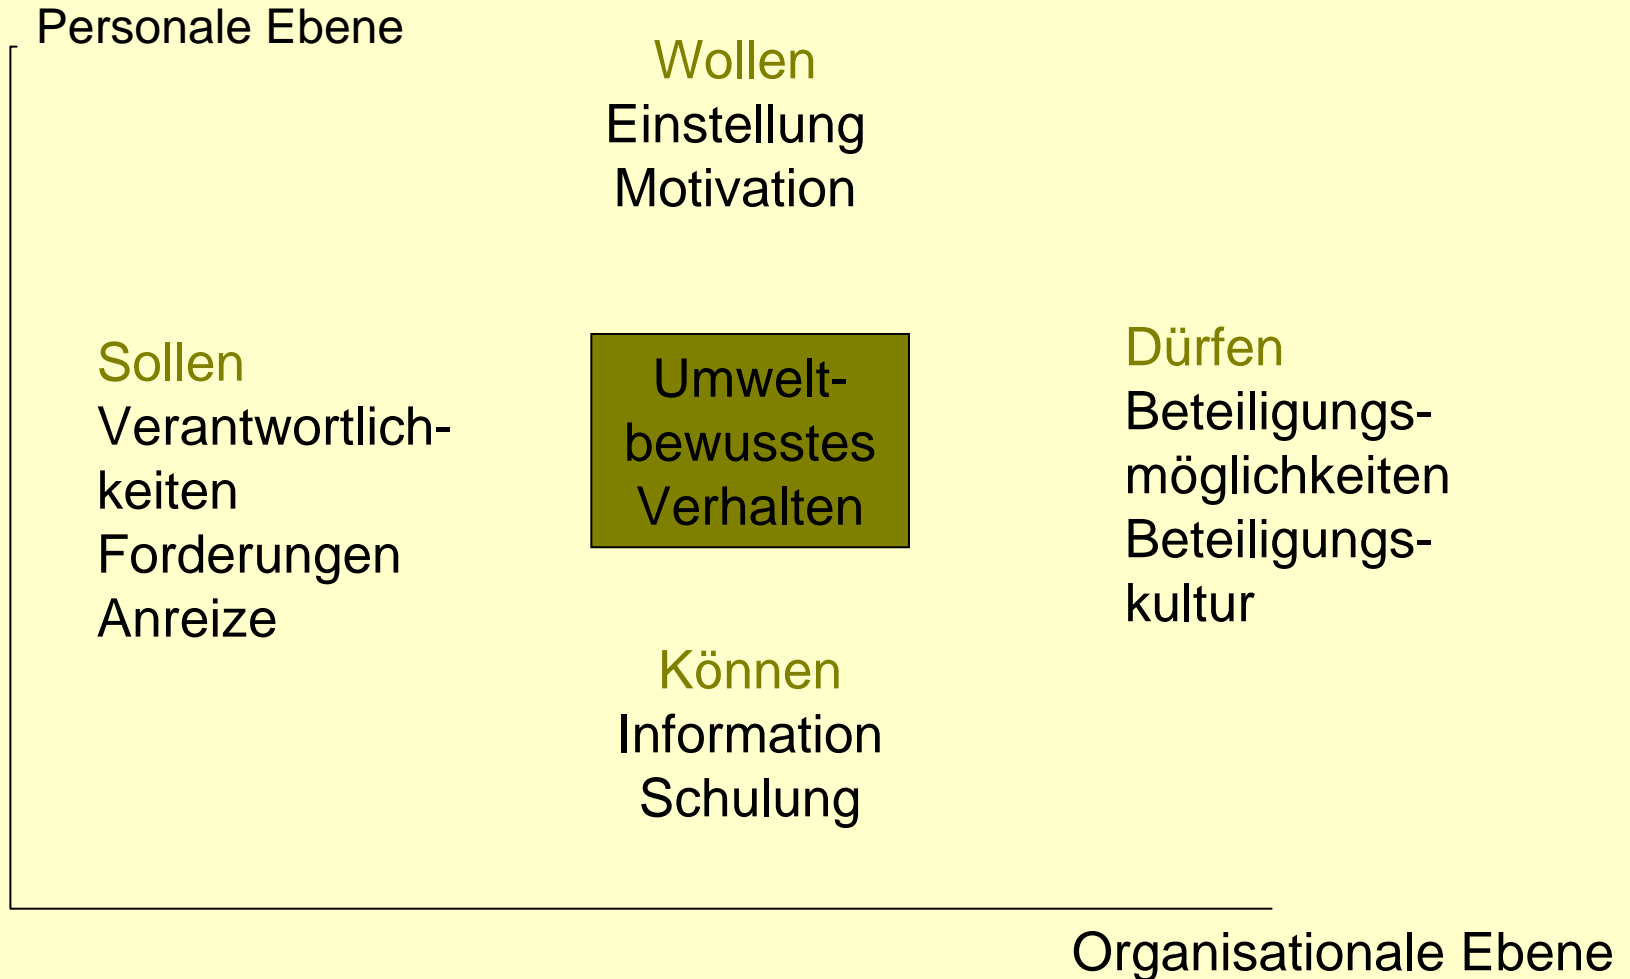 Personale Ebene
Wollen
Einstellung
Motivation
Sollen
Verantwortlich-
keiten
Forderungen
Anreize
Umwelt-
bewusstes
Verhalten
Dürfen
Beteiligungs-
möglichkeiten
Beteiligungs-
kultur
Können
Information
Schulung
Organisationale Ebene